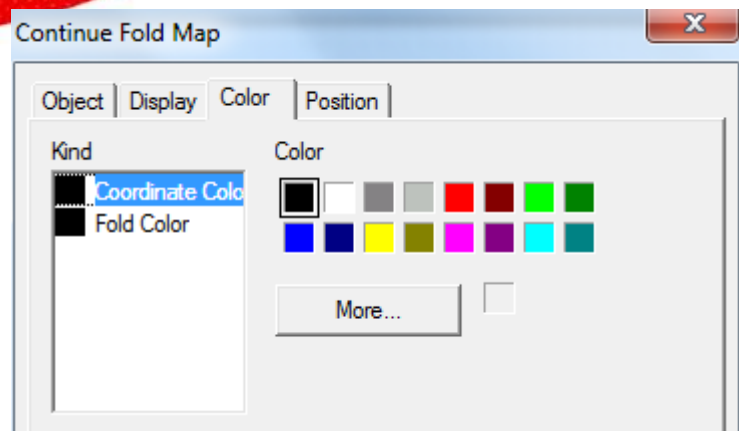 Continue Fold Map
Object Display Color Position
Kind Color
Coordinate Colo
Fold Color
More...